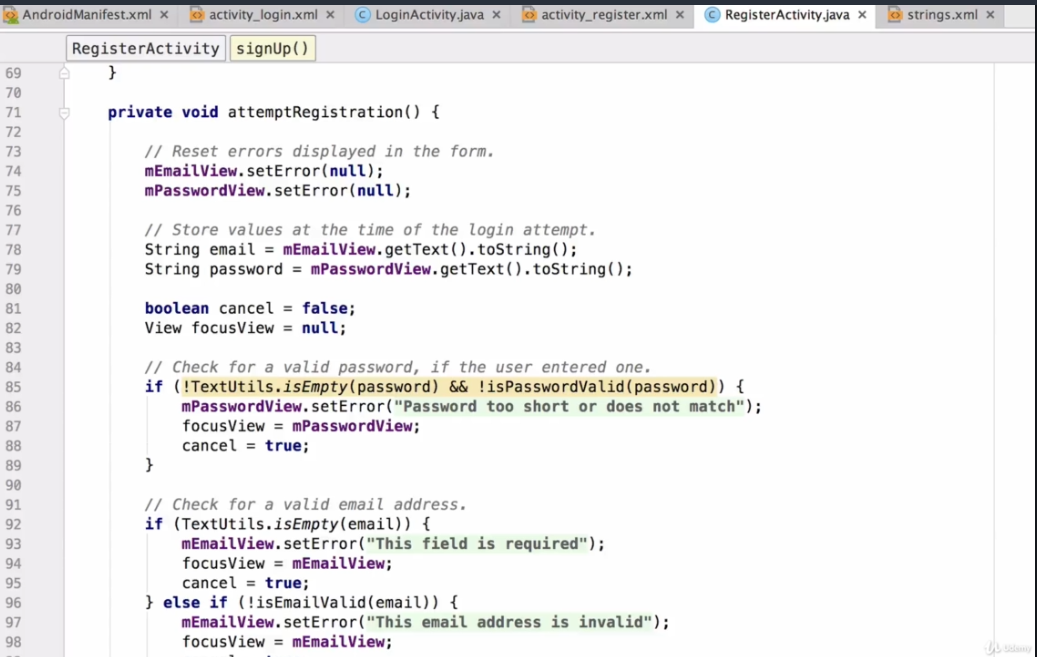 AndroidManifest.xml × activity_login.xml × LoginActivity.java × activity_register.xml × RegisterActivity.java × strings.xml ×
RegisterActivity signUp()
69 }
70
71 private void attemptRegistration() {
72
73 // Reset errors displayed in the form.
74 mEmailView.setError(null);
75 mPasswordView.setError(null);
76
77 // Store values at the time of the login attempt.
78 String email = mEmailView.getText().toString();
79 String password = mPasswordView.getText().toString();
80
81 boolean cancel = false;
82 View focusView = null;
83
84 // Check for a valid password, if the user entered one.
85 if (!TextUtils.isEmpty(password) && !isPasswordValid(password)) {
86 mPasswordView.setError("Password too short or does not match");
87 focusView = mPasswordView;
88 cancel = true;
89 }
90
91 // Check for a valid email address.
92 if (TextUtils.isEmpty(email)) {
93 mEmailView.setError("This field is required");
94 focusView = mEmailView;
95 cancel = true;
96 } else if (!isEmailValid(email)) {
97 mEmailView.setError("This email address is invalid");
98 focusView = mEmailView;
Udemy